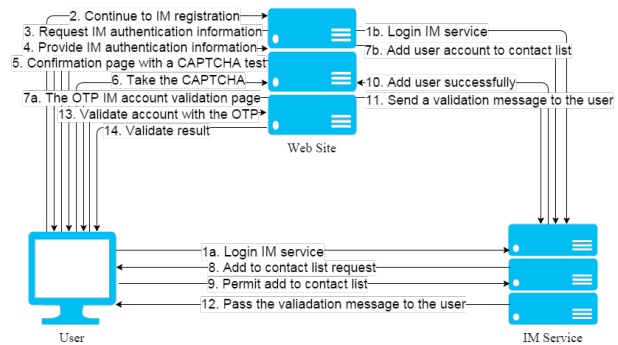 2. Continue to IM registration
3. Request IM authentication information
4. Provide IM authentication information
5. Confirmation page with a CAPTCHA test
6. Take the CAPTCHA
7a. The OTP IM account validation page
13. Validate account with the OTP
14. Validate result
1b. Login IM service
7b. Add user account to contact list
10. Add user successfully
11. Send a validation message to the user
Web Site
1a. Login IM service
8. Add to contact list request
9. Permit add to contact list
12. Pass the valiadation message to the user
User
IM Service